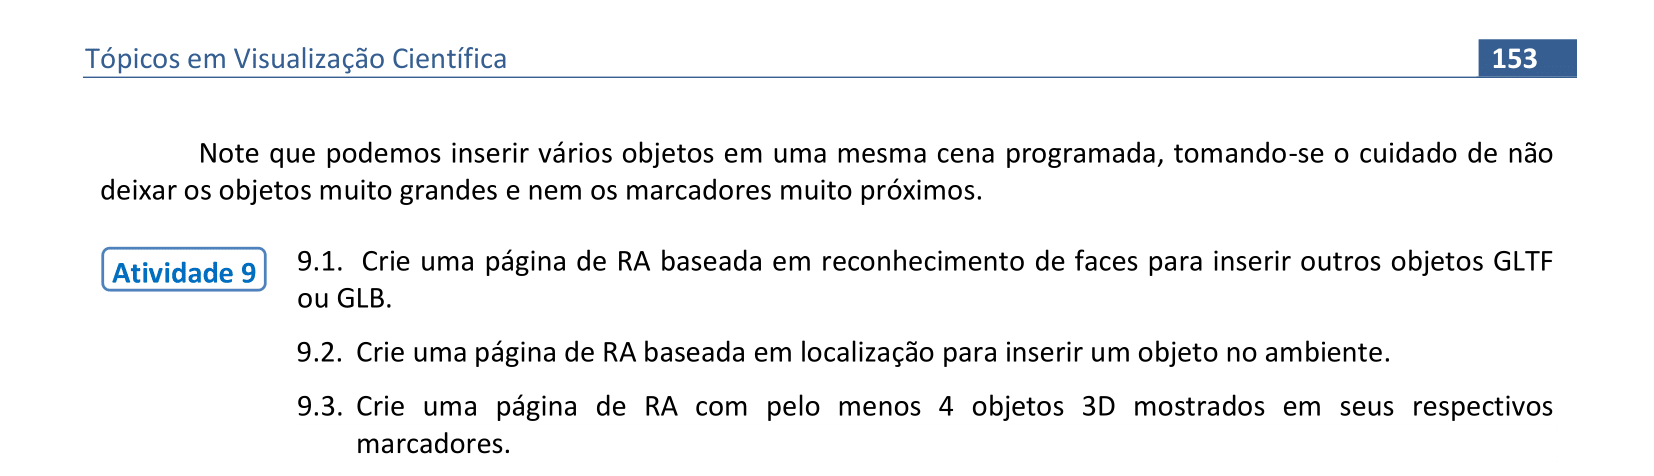 Tópicos em Visualização Científica 153
Note que podemos inserir vários objetos em uma mesma cena programada, tomando-se o cuidado de não
deixar os objetos muito grandes e nem os marcadores muito próximos.
Atividade 9
9.1. Crie uma página de RA baseada em reconhecimento de faces para inserir outros objetos GLTF
ou GLB.
9.2. Crie uma página de RA baseada em localização para inserir um objeto no ambiente.
9.3. Crie uma página de RA com pelo menos 4 objetos 3D mostrados em seus respectivos
marcadores.